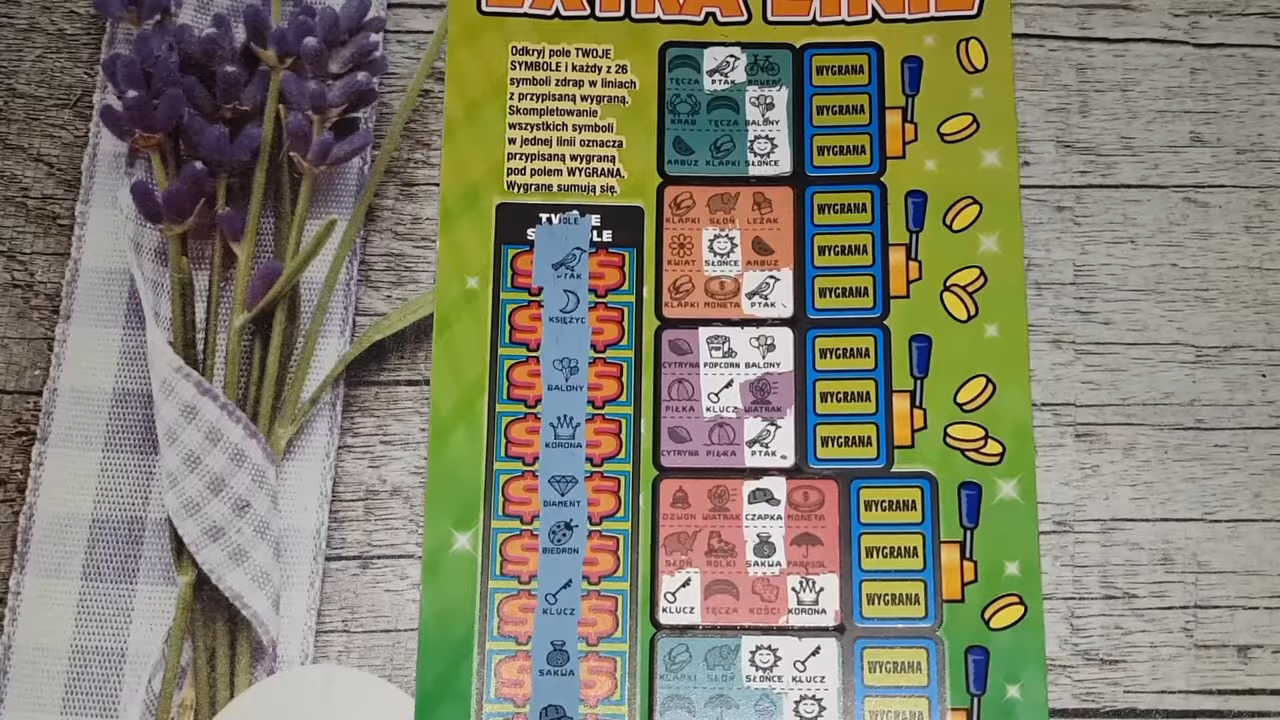 EXTRA LINIE
Odkryj pole TWOJE
SYMBOLE i każdy z 26
symboli zdrap w liniach
z przypisaną wygraną.
Skompletowanie
wszystkich symboli
w jednej linii oznacza
przypisaną wygraną
pod polem WYGRANA.
Wygrane sumują się.
PTAK
KSIĘŻYC
BALONY
KORONA
DIAMENT
BIEDRON
KLUCZ
SAKWA
TĘCZA PTAK ROWER
KRAB TĘCZA BALONY
ARBUZ KLAPKI SŁOŃCE
WYGRANA
WYGRANA
WYGRANA
KLAPKI SŁOŃ LEŻAK
KWIAT SŁOŃCE ARBUZ
KLAPKI MONETA PTAK
WYGRANA
WYGRANA
WYGRANA
CYTRYNA POPCORN BALONY
PIŁKA KLUCZ WIATRAK
CYTRYNA PIŁKA PTAK
WYGRANA
WYGRANA
WYGRANA
DZWON WIATRAK CZAPKA MONETA
SŁOŃ ROLKI SAKWA PARASOL
KLUCZ TĘCZA KOŚCI KORONA
WYGRANA
WYGRANA
WYGRANA
KLAPKI SŁOŃ SŁOŃCE KLUCZ
WYGRANA
WYGRANA